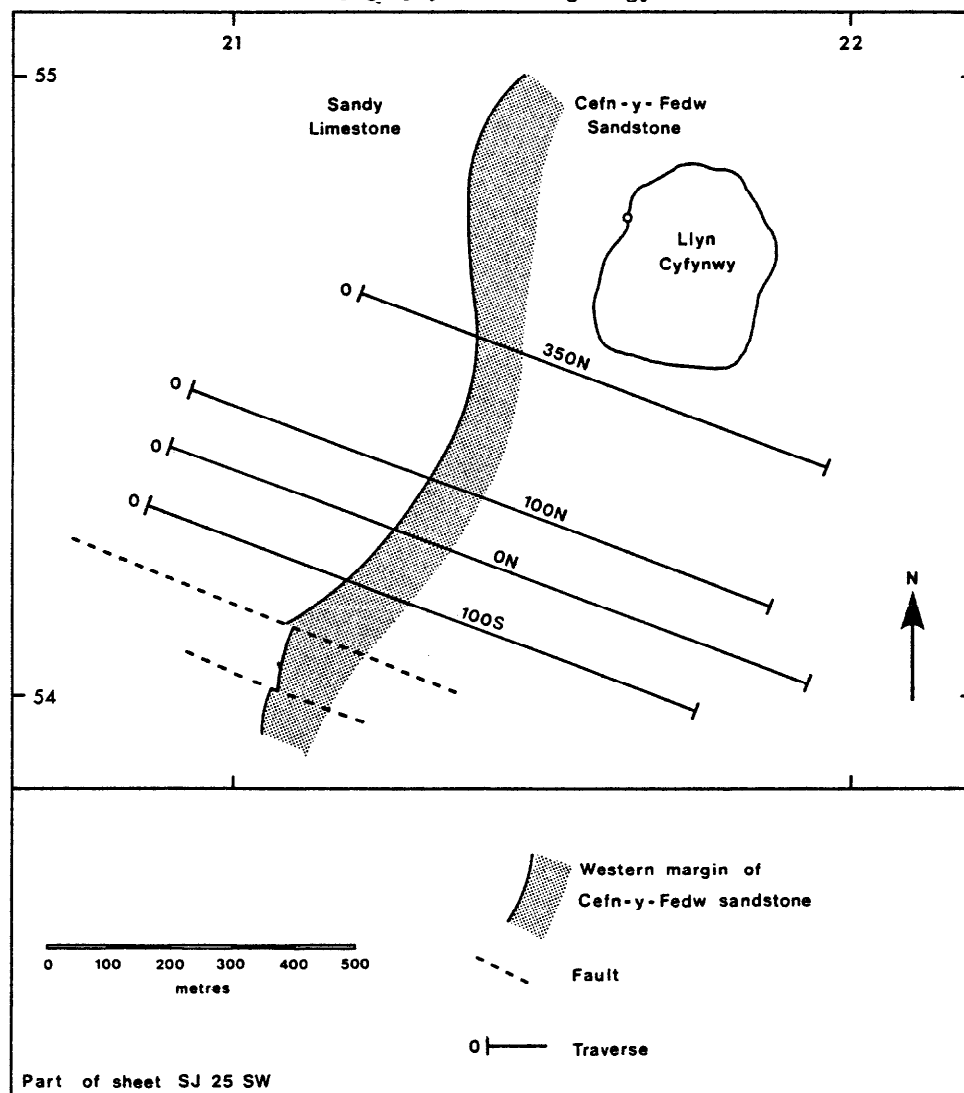 21
22
55
Sandy
Limestone
Cefn-y-Fedw
Sandstone
Llyn
Cyfynwy
0
350N
0
100N
0
0N
0
100S
N
54
Western margin of
Cefn-y-Fedw sandstone
0 100 200 300 400 500
metres
Fault
0 Traverse
Part of sheet SJ 25 SW